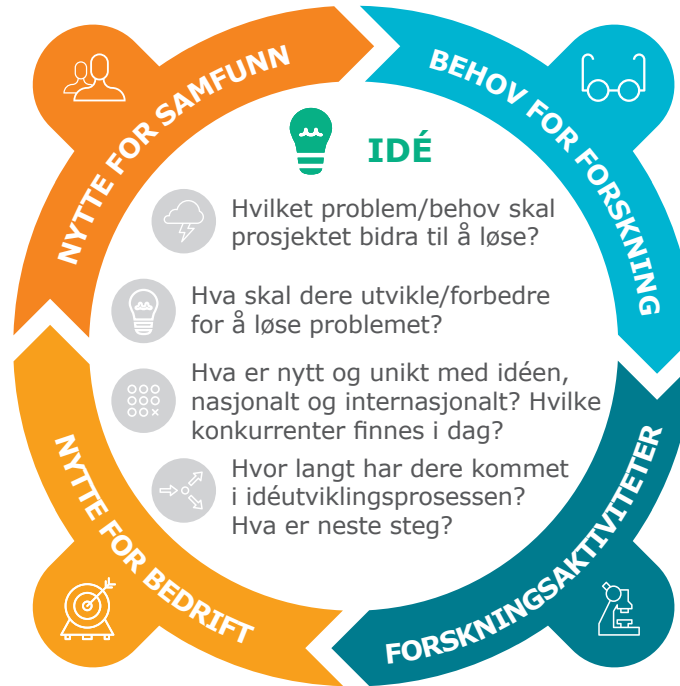 NYTTE FOR SAMFUNN
BEHOV FOR FORSKNING
IDÉ
Hvilket problem/behov skal
prosjektet bidra til å løse?
Hva skal dere utvikle/forbedre
for å løse problemet?
Hva er nytt og unikt med idéen,
nasjonalt og internasjonalt? Hvilke
konkurrenter finnes i dag?
Hvor langt har dere kommet
i idéutviklingsprosessen?
Hva er neste steg?
NYTTE FOR BEDRIFT
FORSKNINGSAKTIVITETER